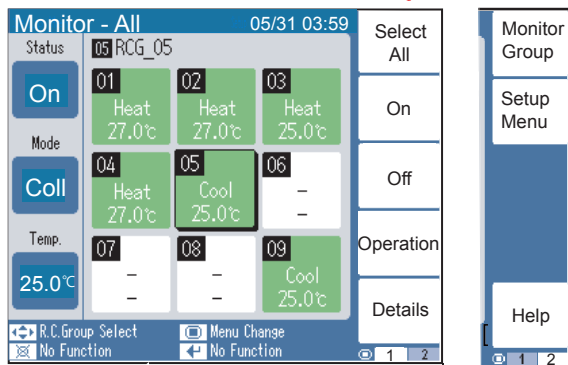 Monitor - All 05/31 03:59
Status
On
Mode
Coll
Temp.
25.0℃
05 RCG_05
01
Heat
27.0℃
02
Heat
27.0℃
03
Heat
25.0℃
04
Heat
27.0℃
05
Cool
25.0℃
06
–
–
07
–
–
08
–
–
09
Cool
25.0℃
R.C.Group Select
Menu Change
No Function
No Function
Select
All
On
Off
Operation
Details
1 2
Monitor
Group
Setup
Menu
Help
1 2